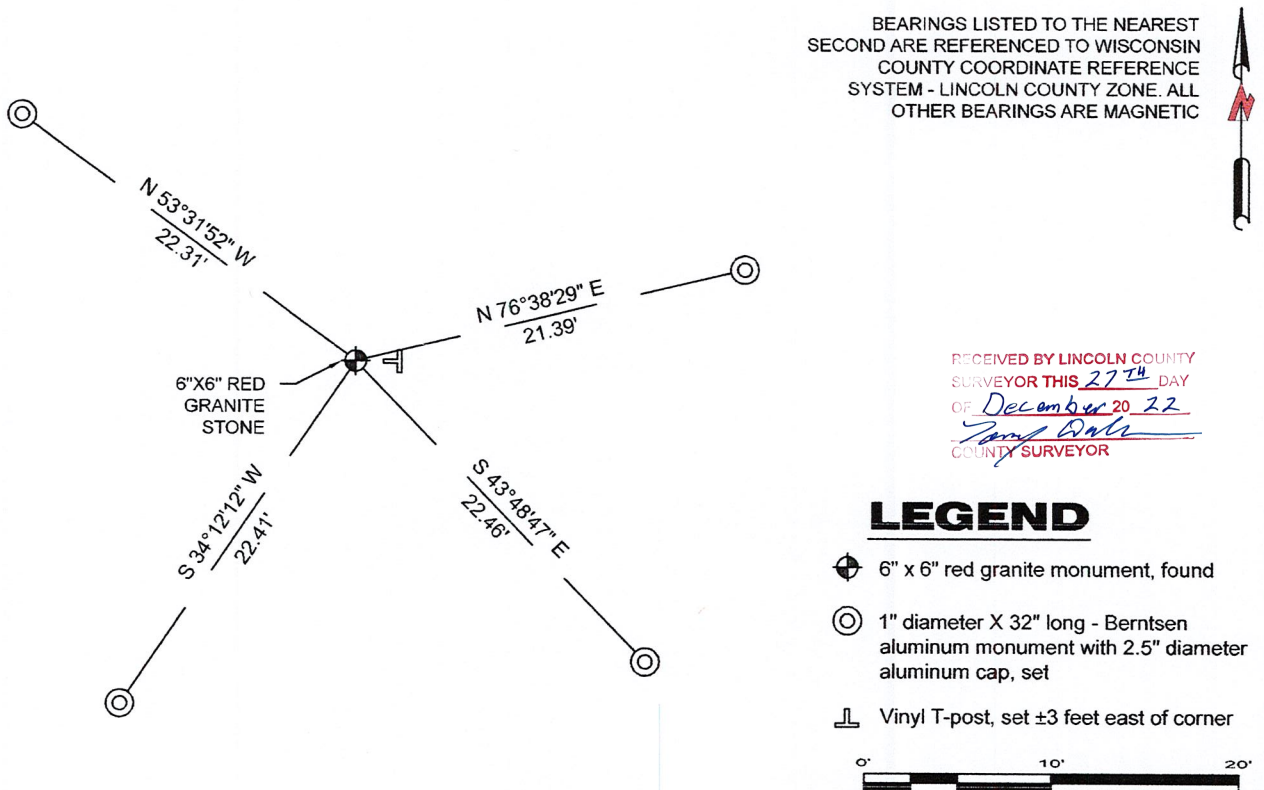 BEARINGS LISTED TO THE NEAREST
SECOND ARE REFERENCED TO WISCONSIN
COUNTY COORDINATE REFERENCE
SYSTEM - LINCOLN COUNTY ZONE. ALL
OTHER BEARINGS ARE MAGNETIC
N
N 53°31'52" W
22.31'
N 76°38'29" E
21.39'
6"X6" RED
GRANITE
STONE
S 34°12'12" W
22.41'
S 43°48'47" E
22.46'
RECEIVED BY LINCOLN COUNTY
SURVEYOR THIS 27TH DAY
OF December 20 22
COUNTY SURVEYOR
LEGEND
6" x 6" red granite monument, found
1" diameter X 32" long - Berntsen
aluminum monument with 2.5" diameter
aluminum cap, set
Vinyl T-post, set ±3 feet east of corner
0' 10' 20'